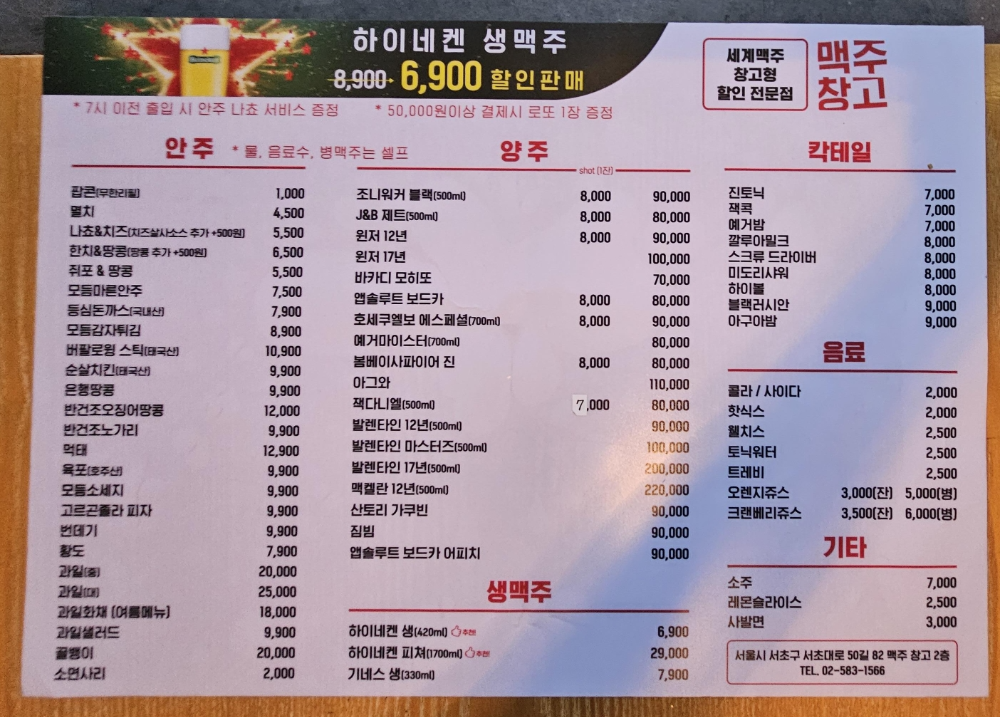 하이네켄 생맥주
8,900→ 6,900 할인판매
세계맥주
창고형
할인 전문점
맥주
창고
* 7시 이전 출입 시 안주 나쵸 서비스 증정 * 50,000원이상 결제시 로또 1장 증정
안주 * 물, 음료수, 병맥주는 셀프
팝콘(무한리필) 1,000
멸치 4,500
나쵸&치즈(치즈살사소스 추가 +500원) 5,500
한치&땅콩(땅콩 추가 +500원) 6,500
쥐포 & 땅콩 5,500
모듬마른안주 7,500
등심돈까스(국내산) 7,900
모듬감자튀김 8,900
버팔로윙 스틱(태국산) 10,900
순살치킨(태국산) 9,900
은행땅콩 9,900
반건조오징어땅콩 12,000
반건조노가리 9,900
먹태 12,900
육포(호주산) 9,900
모듬소세지 9,900
고르곤졸라 피자 9,900
번데기 9,900
황도 7,900
과일(중) 20,000
과일(대) 25,000
과일화채 (여름메뉴) 18,000
과일샐러드 9,900
골뱅이 20,000
소면사리 2,000
양주
shot (1잔)
조니워커 블랙(500ml) 8,000 90,000
J&B 제트(500ml) 8,000 80,000
윈저 12년 8,000 90,000
윈저 17년 100,000
바카디 모히또 70,000
앱솔루트 보드카 8,000 80,000
호세쿠엘보 에스페셜(700ml) 8,000 90,000
예거마이스터(700ml) 80,000
봄베이사파이어 진 8,000 80,000
아그와 110,000
잭다니엘(500ml) 7,000 80,000
발렌타인 12년(500ml) 90,000
발렌타인 마스터즈(500ml) 100,000
발렌타인 17년(500ml) 200,000
맥켈란 12년(500ml) 220,000
산토리 가쿠빈 90,000
짐빔 90,000
앱솔루트 보드카 어피치 90,000
생맥주
하이네켄 생(420ml) 추천! 6,900
하이네켄 피쳐(1700ml) 추천! 29,000
기네스 생(330ml) 7,900
칵테일
진토닉 7,000
잭콕 7,000
예거밤 7,000
깔루아밀크 8,000
스크류 드라이버 8,000
미도리샤워 8,000
하이볼 8,000
블랙러시안 9,000
아구아밤 9,000
음료
콜라 / 사이다 2,000
핫식스 2,000
웰치스 2,500
토닉워터 2,500
트레비 2,500
오렌지쥬스 3,000(잔) 5,000(병)
크랜베리쥬스 3,500(잔) 6,000(병)
기타
소주 7,000
레몬슬라이스 2,500
사발면 3,000
서울시 서초구 서초대로 50길 82 맥주 창고 2층
TEL. 02-583-1566